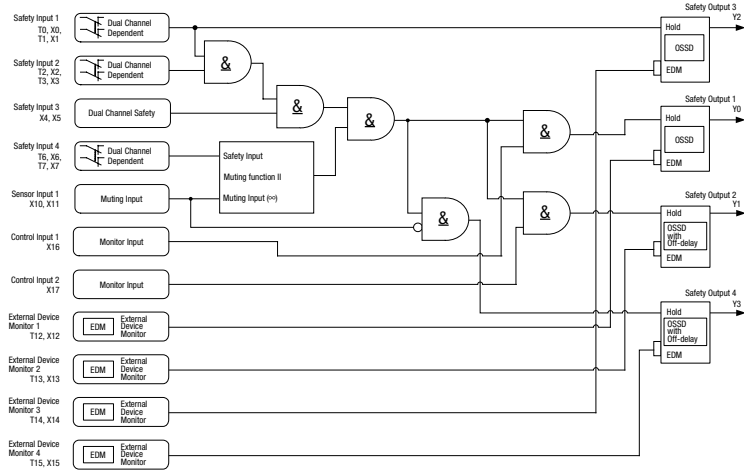 Safety Input 1
T0, X0,
T1, X1
Dual Channel
Dependent
Safety Input 2
T2, X2,
T3, X3
Dual Channel
Dependent
Safety Input 3
X4, X5
Dual Channel Safety
Safety Input 4
T6, X6,
T7, X7
Dual Channel
Dependent
Sensor Input 1
X10, X11
Muting Input
Control Input 1
X16
Monitor Input
Control Input 2
X17
Monitor Input
External Device
Monitor 1
T12, X12
EDM
External
Device
Monitor
External Device
Monitor 2
T13, X13
EDM
External
Device
Monitor
External Device
Monitor 3
T14, X14
EDM
External
Device
Monitor
External Device
Monitor 4
T15, X15
EDM
External
Device
Monitor
&
&
&
Safety Input
Muting function II
Muting Input (∞)
&
&
&
Safety Output 3
Y2
Hold
OSSD
EDM
Safety Output 1
Y0
Hold
OSSD
EDM
Safety Output 2
Y1
Hold
OSSD
with
Off-delay
EDM
Safety Output 4
Y3
Hold
OSSD
with
Off-delay
EDM